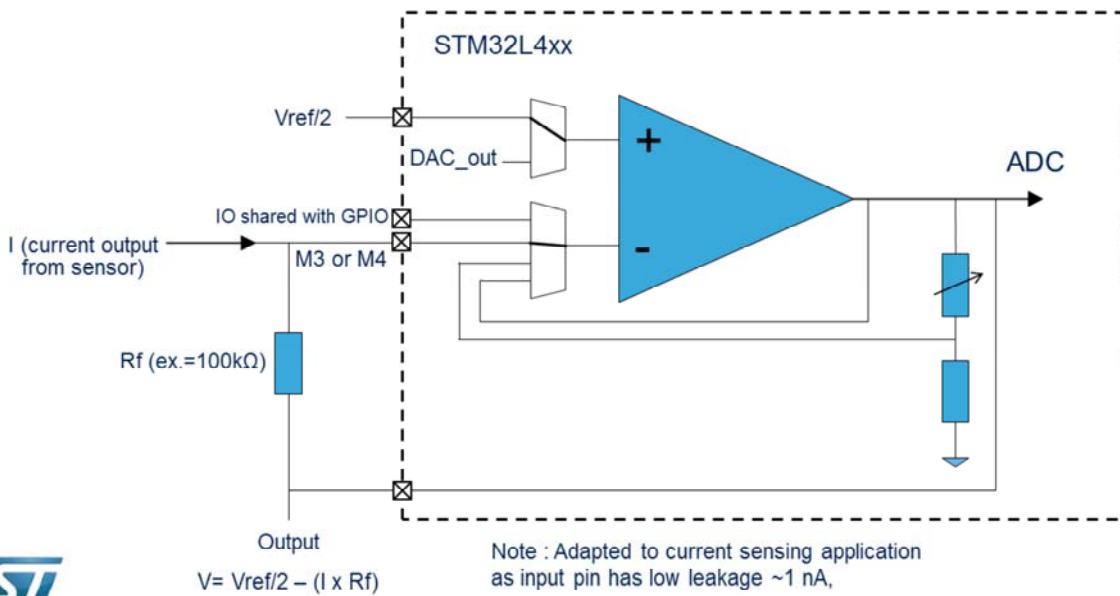 STM32L4xx
Vref/2
DAC_out
+
ADC
IO shared with GPIO
I (current output
from sensor)
M3 or M4
-
Rf (ex.=100kΩ)
Output
V= Vref/2 – (I x Rf)
Note : Adapted to current sensing application
as input pin has low leakage ~1 nA,
ST